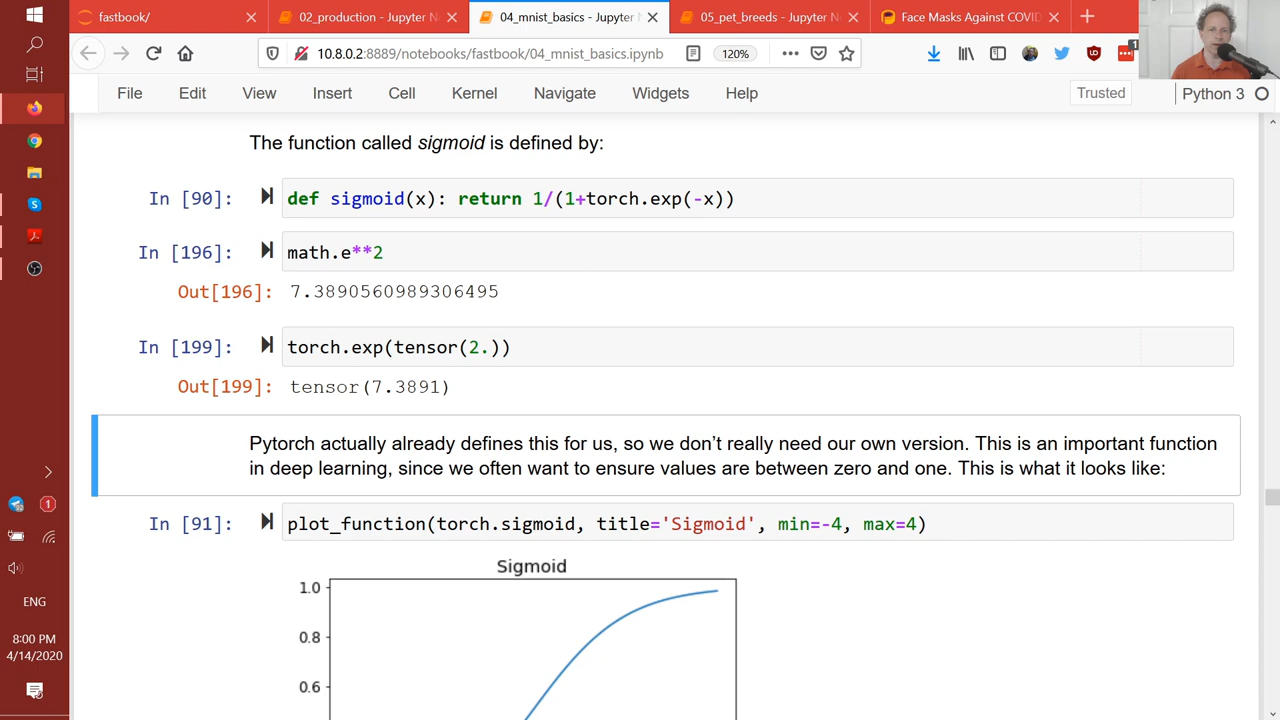 fastbook/
02_production - Jupyter N
04_mnist_basics - Jupyter
05_pet_breeds - Jupyter N
Face Masks Against COVID
10.8.0.2:8889/notebooks/fastbook/04_mnist_basics.ipynb
120%
1
File Edit View Insert Cell Kernel Navigate Widgets Help
Trusted
Python 3
The function called sigmoid is defined by:
In [90]: def sigmoid(x): return 1/(1+torch.exp(-x))
In [196]: math.e**2
Out[196]: 7.3890560989306495
In [199]: torch.exp(tensor(2.))
Out[199]: tensor(7.3891)
Pytorch actually already defines this for us, so we don’t really need our own version. This is an important function
in deep learning, since we often want to ensure values are between zero and one. This is what it looks like:
In [91]: plot_function(torch.sigmoid, title='Sigmoid', min=-4, max=4)
Sigmoid
1.0
0.8
0.6
1
ENG
8:00 PM
4/14/2020